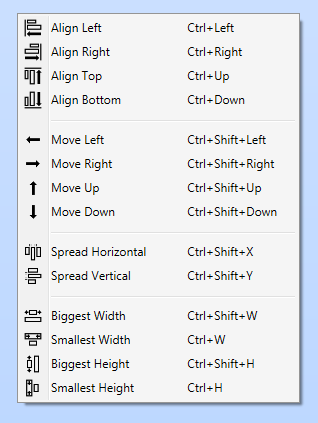 Align Left Ctrl+Left
Align Right Ctrl+Right
Align Top Ctrl+Up
Align Bottom Ctrl+Down
Move Left Ctrl+Shift+Left
Move Right Ctrl+Shift+Right
Move Up Ctrl+Shift+Up
Move Down Ctrl+Shift+Down
Spread Horizontal Ctrl+Shift+X
Spread Vertical Ctrl+Shift+Y
Biggest Width Ctrl+Shift+W
Smallest Width Ctrl+W
Biggest Height Ctrl+Shift+H
Smallest Height Ctrl+H